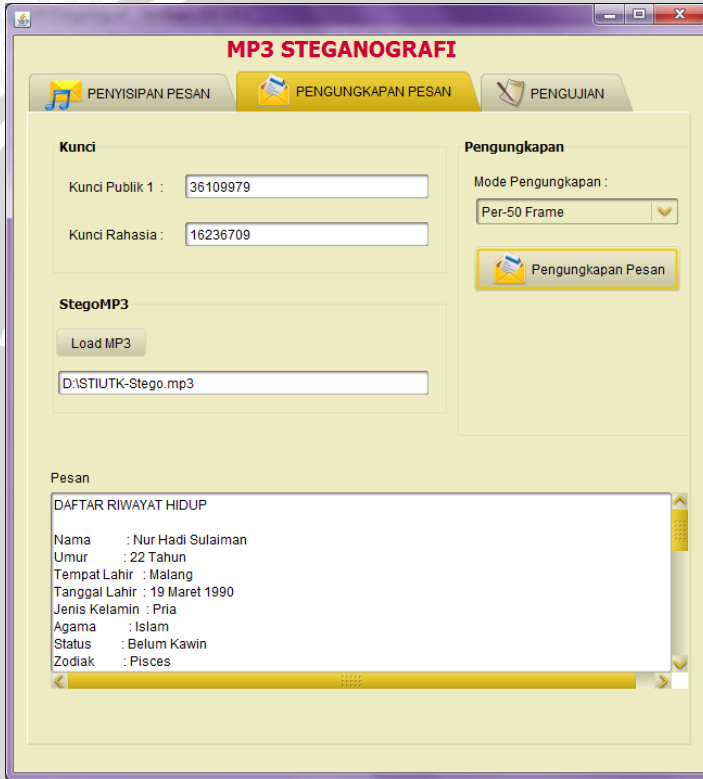 MP3 STEGANOGRAFI
PENYISIPAN PESAN
PENGUNGKAPAN PESAN
PENGUJIAN
Kunci
Kunci Publik 1 : 36109979
Kunci Rahasia : 16236709
Pengungkapan
Mode Pengungkapan :
Per-50 Frame
Pengungkapan Pesan
StegoMP3
Load MP3
D:\STIUTK-Stego.mp3
Pesan
DAFTAR RIWAYAT HIDUP
Nama : Nur Hadi Sulaiman
Umur : 22 Tahun
Tempat Lahir : Malang
Tanggal Lahir : 19 Maret 1990
Jenis Kelamin : Pria
Agama : Islam
Status : Belum Kawin
Zodiak : Pisces